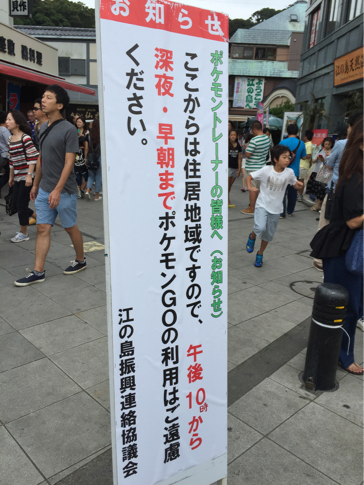 お知らせ
ポケモントレーナーの皆様へ（お知らせ）
ここからは住居地域ですので、午後10時から
深夜・早朝までポケモンGOの利用はご遠慮
ください。
江の島振興連絡協議会